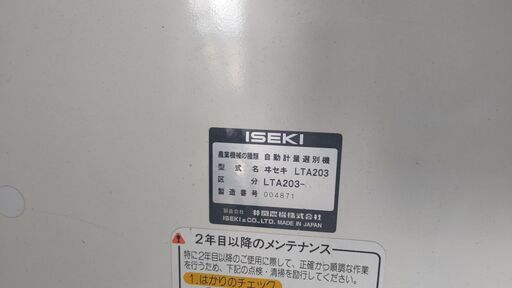 ISEKI
農業機械の種類 自動計量選別機
型式名 ヰセキ LTA203
区分 LTA203-
製造番号 004871
製造会社 井関農機株式会社
ISEKI & CO., LTD. MADE IN JAPAN
2年目以降のメンテナンス
特に2年目以降のご使用に際して、正確かつ順調な作業
を行うため、下記の点検・清掃を励行してください。
1.はかりのチェック